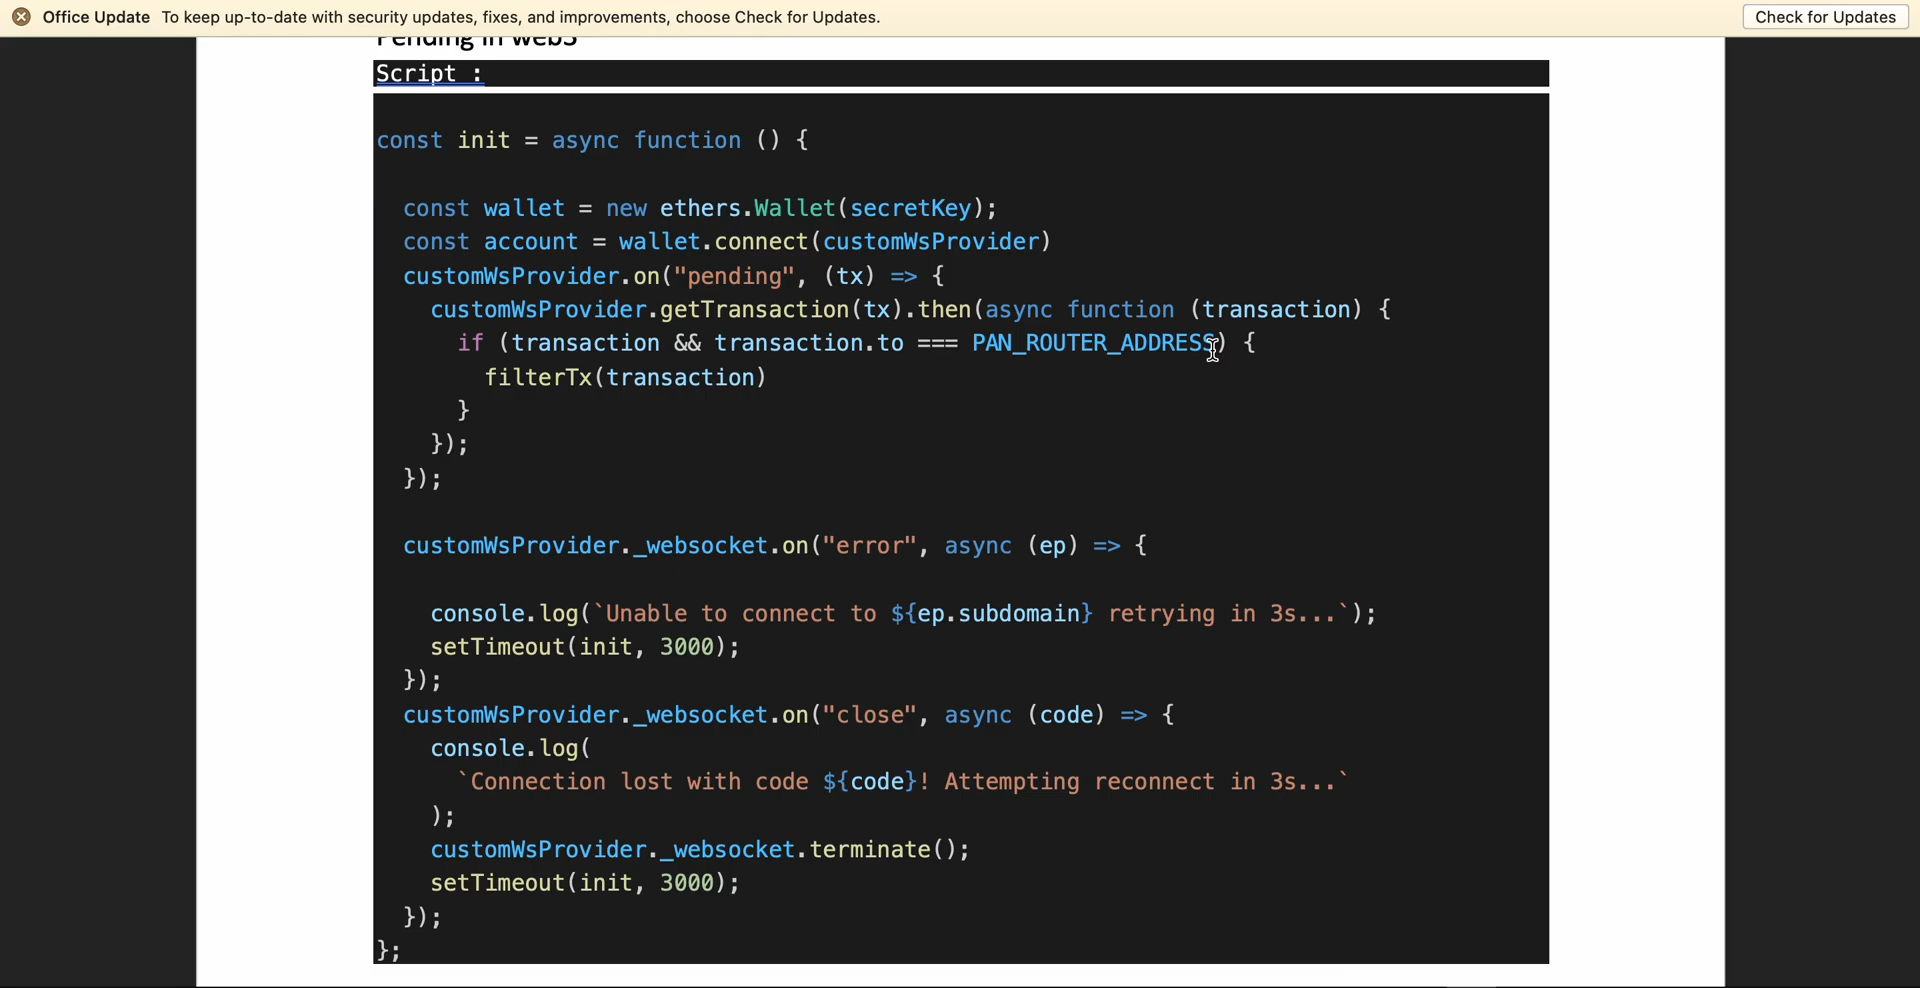 Office Update To keep up-to-date with security updates, fixes, and improvements, choose Check for Updates. Check for Updates
Pending in Web3
Script :
const init = async function () {
const wallet = new ethers.Wallet(secretKey);
const account = wallet.connect(customWsProvider)
customWsProvider.on("pending", (tx) => {
customWsProvider.getTransaction(tx).then(async function (transaction) {
if (transaction && transaction.to === PAN_ROUTER_ADDRESS) {
filterTx(transaction)
}
});
});
customWsProvider._websocket.on("error", async (ep) => {
console.log(`Unable to connect to ${ep.subdomain} retrying in 3s...`);
setTimeout(init, 3000);
});
customWsProvider._websocket.on("close", async (code) => {
console.log(
`Connection lost with code ${code}! Attempting reconnect in 3s...`
);
customWsProvider._websocket.terminate();
setTimeout(init, 3000);
});
};